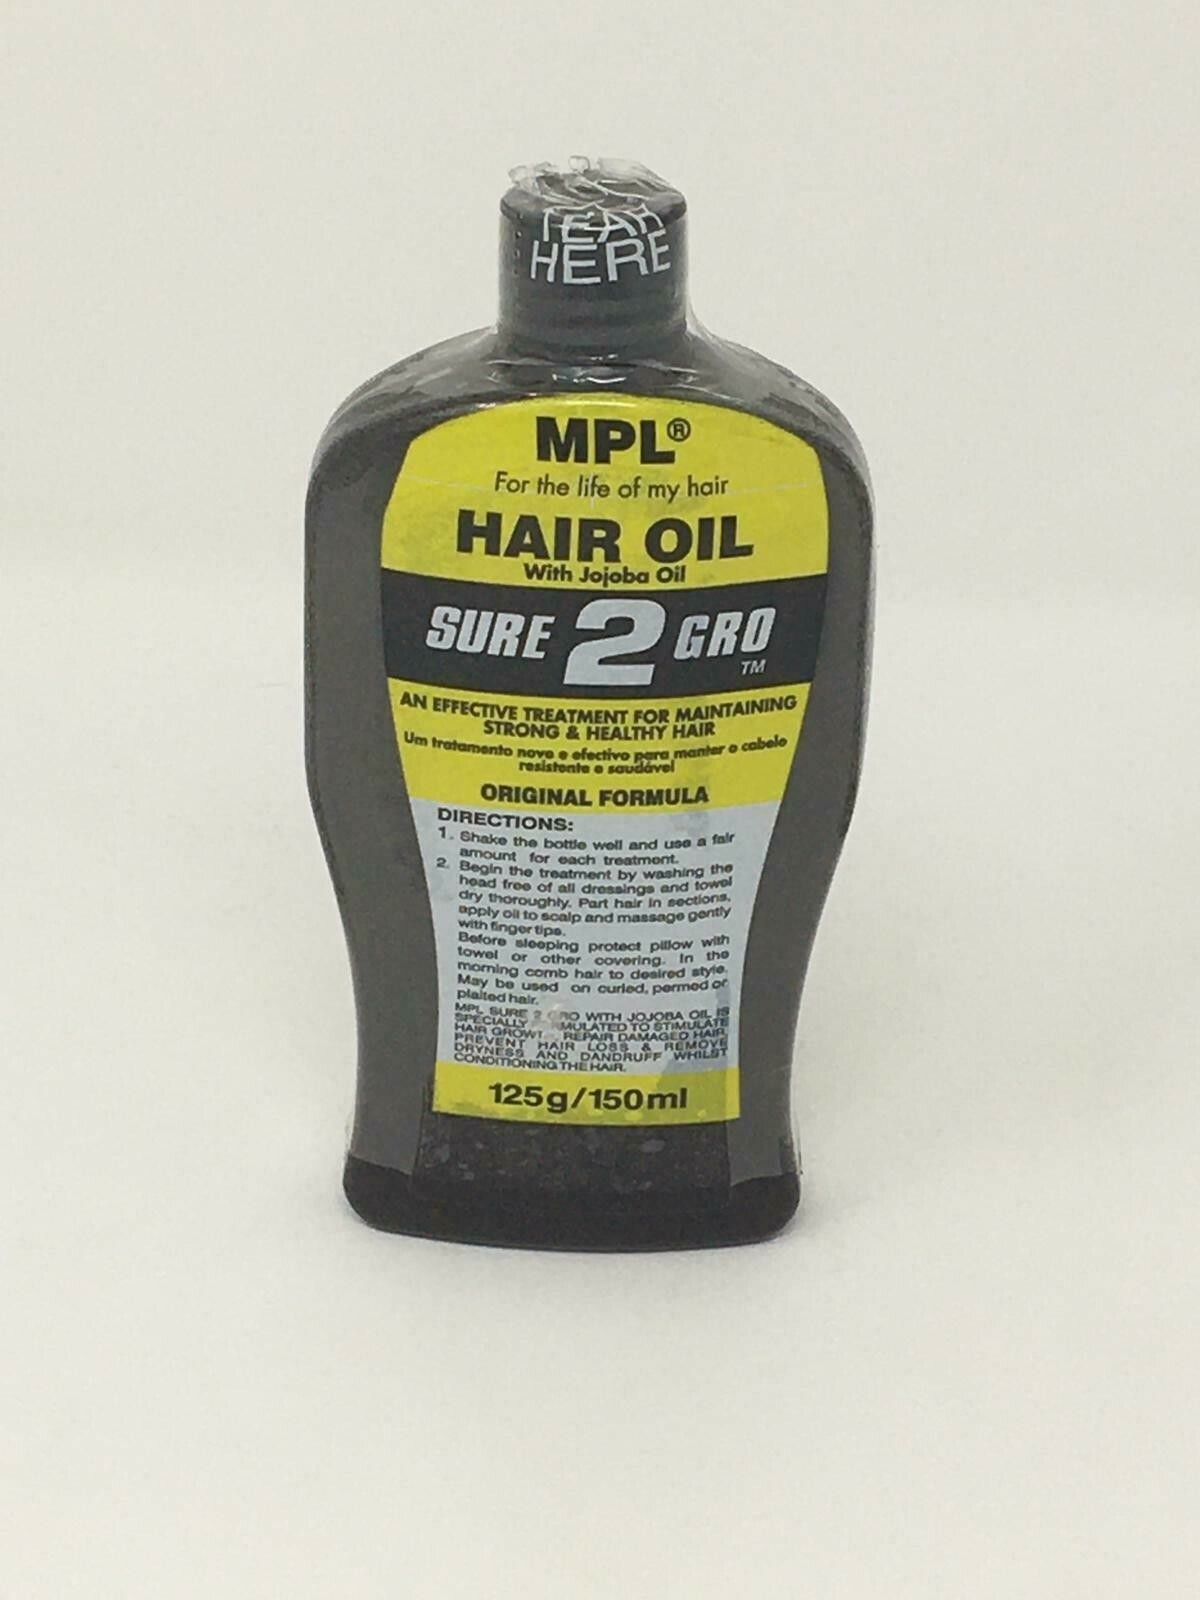 TEAR
HERE
MPL®
For the life of my hair
HAIR OIL
With Jojoba Oil
SURE 2 GRO
TM
AN EFFECTIVE TREATMENT FOR MAINTAINING
STRONG & HEALTHY HAIR
Um tratamento novo e efectivo para manter o cabelo
resistente e saudável
ORIGINAL FORMULA
DIRECTIONS:
1. Shake the bottle well and use a fair
amount for each treatment.
2. Begin the treatment by washing the
head free of all dressings and towel
dry thoroughly. Part hair in sections,
apply oil to scalp and massage gently
with finger tips.
Before sleeping protect pillow with
towel or other covering. In the
morning comb hair to desired style.
May be used on curled, permed or
plaited hair.
MPL SURE 2 GRO WITH JOJOBA OIL IS
SPECIALLY TO STIMULATE
HAIR REPAIR DAMAGED HAIR,
PREVENT HAIR LOSS & REMOVE
DRYNESS AND DANDRUFF WHILST
CONDITIONING THE HAIR.
125g/150ml